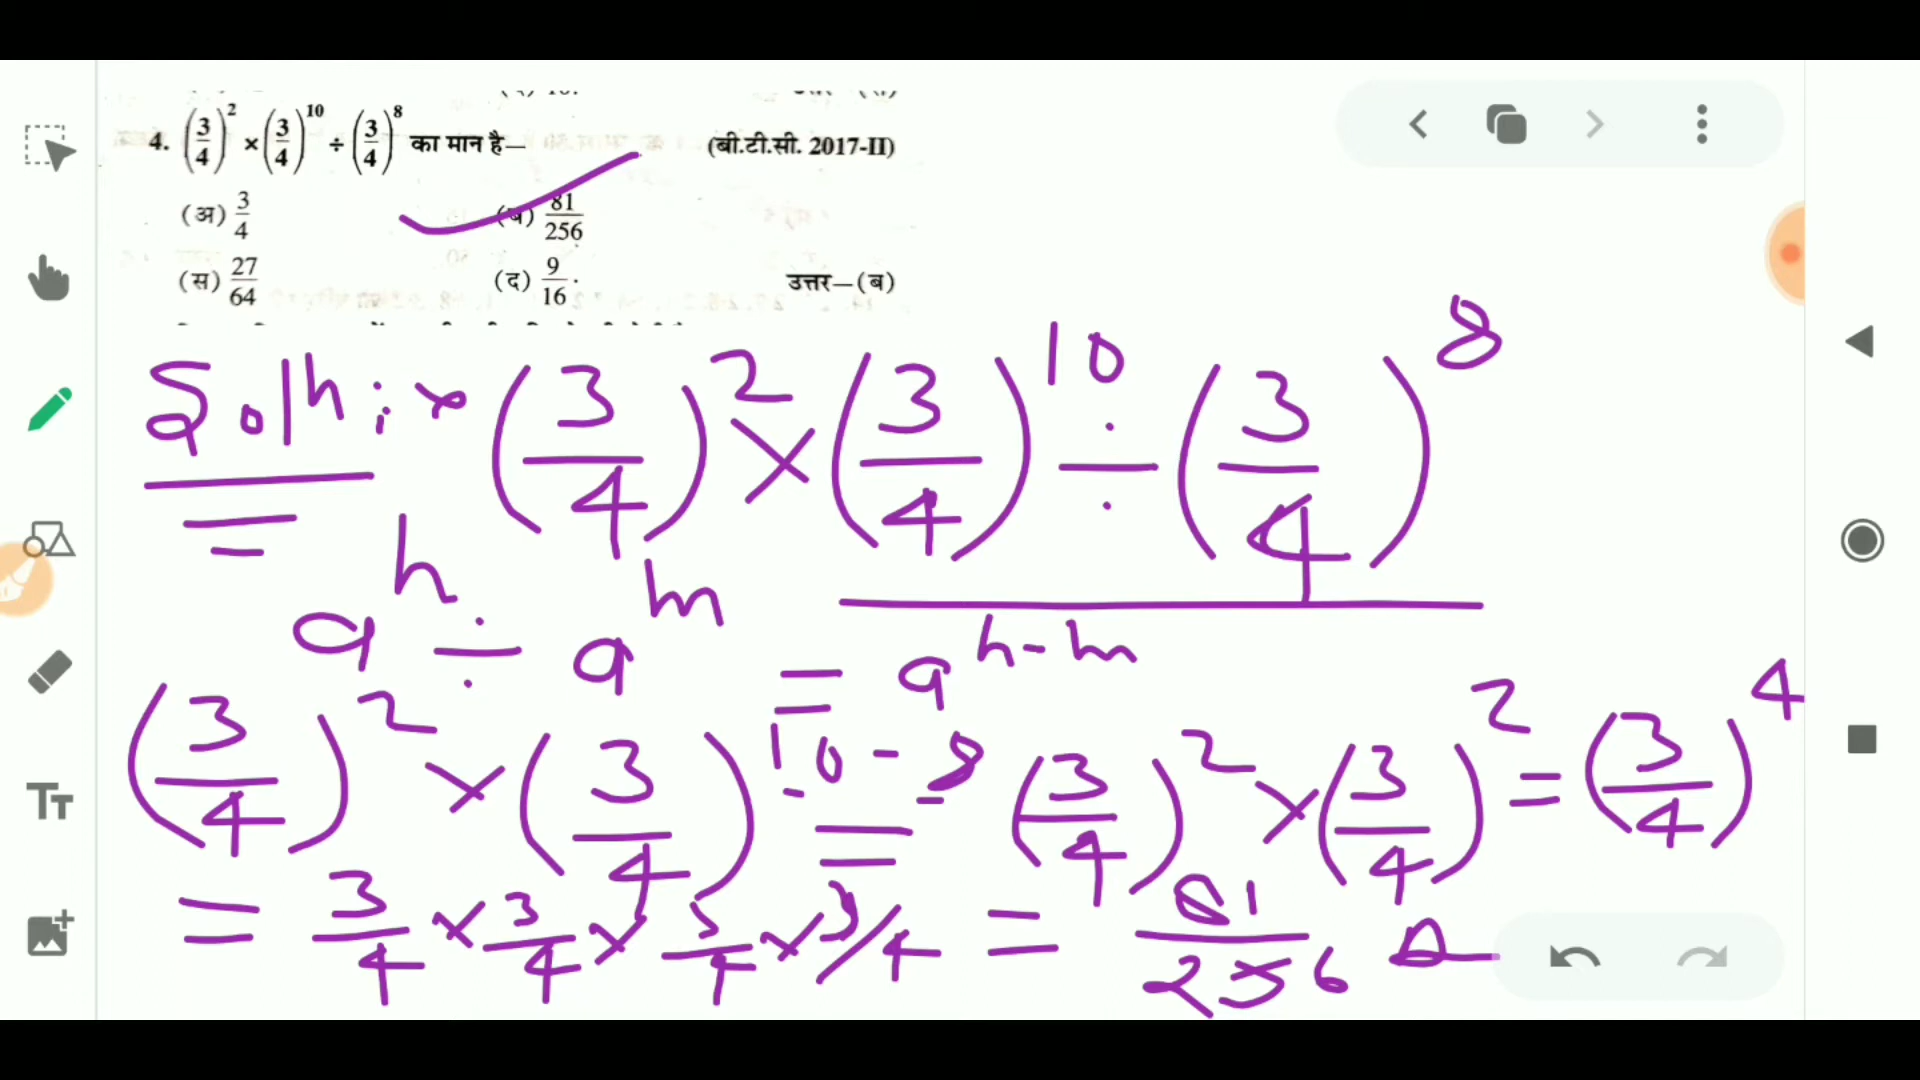 4. (3/4)² × (3/4)¹⁰ ÷ (3/4)⁸ का मान है— (बी.टी.सी. 2017-II)
(अ) 3/4 (ब) 81/256
(स) 27/64 (द) 9/16. उत्तर—(ब)
Solⁿ :- (3/4)² × (3/4)¹⁰ ÷ (3/4)⁸
aⁿ ÷ aᵐ = aⁿ⁻ᵐ
(3/4)² × (3/4)¹⁰⁻⁸ = (3/4)² × (3/4)² = (3/4)⁴
= 3/4 × 3/4 × 3/4 × 3/4 = 81/256
Tт